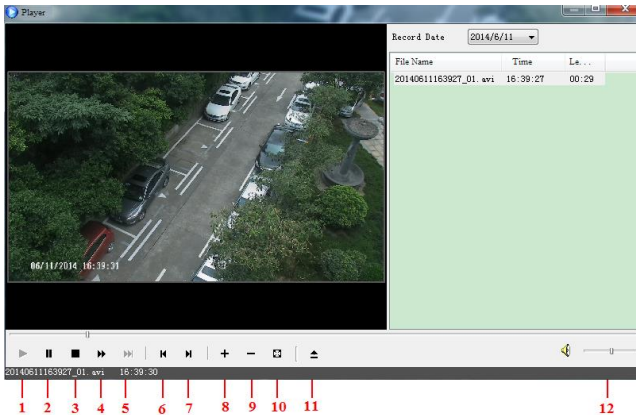 Player
Record Date 2014/6/11
File Name Time Le...
20140611163927_01.avi 16:39:27 00:29
06/11/2014 16:39:31
20140611163927_01.avi 16:39:30
1 2 3 4 5 6 7 8 9 10 11 12